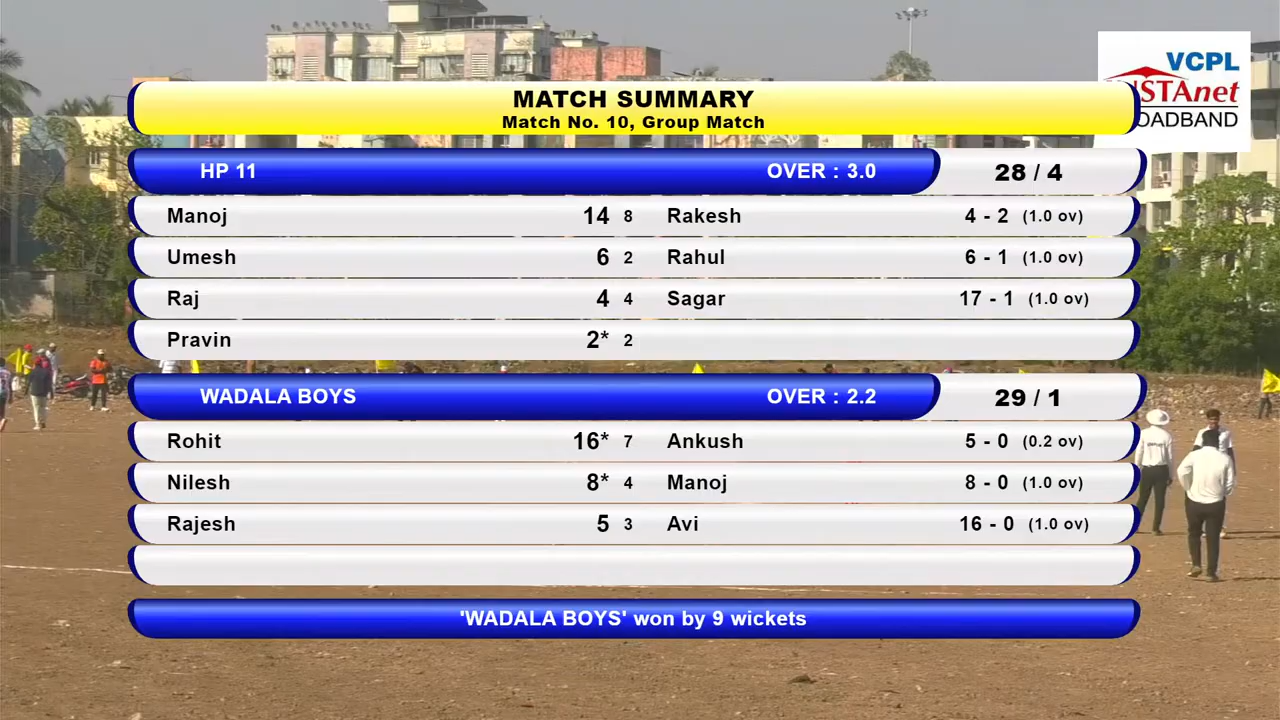 VCPL
INSTAnet
OADBAND
MATCH SUMMARY
Match No. 10, Group Match
HP 11 OVER : 3.0 28 / 4
Manoj 14 8 Rakesh 4 - 2 (1.0 ov)
Umesh 6 2 Rahul 6 - 1 (1.0 ov)
Raj 4 4 Sagar 17 - 1 (1.0 ov)
Pravin 2* 2
WADALA BOYS OVER : 2.2 29 / 1
Rohit 16* 7 Ankush 5 - 0 (0.2 ov)
Nilesh 8* 4 Manoj 8 - 0 (1.0 ov)
Rajesh 5 3 Avi 16 - 0 (1.0 ov)
'WADALA BOYS' won by 9 wickets